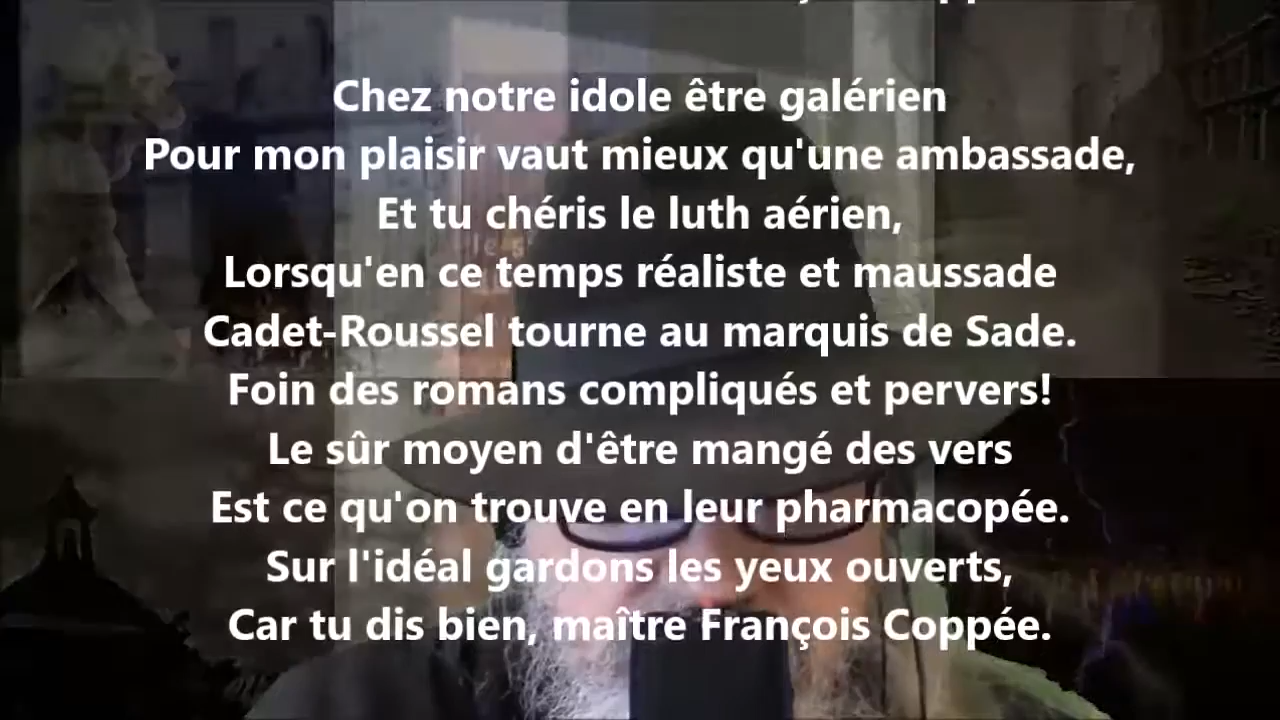 Chez notre idole être galérien
Pour mon plaisir vaut mieux qu'une ambassade,
Et tu chéris le luth aérien,
Lorsqu'en ce temps réaliste et maussade
Cadet-Roussel tourne au marquis de Sade.
Foin des romans compliqués et pervers!
Le sûr moyen d'être mangé des vers
Est ce qu'on trouve en leur pharmacopée.
Sur l'idéal gardons les yeux ouverts,
Car tu dis bien, maître François Coppée.